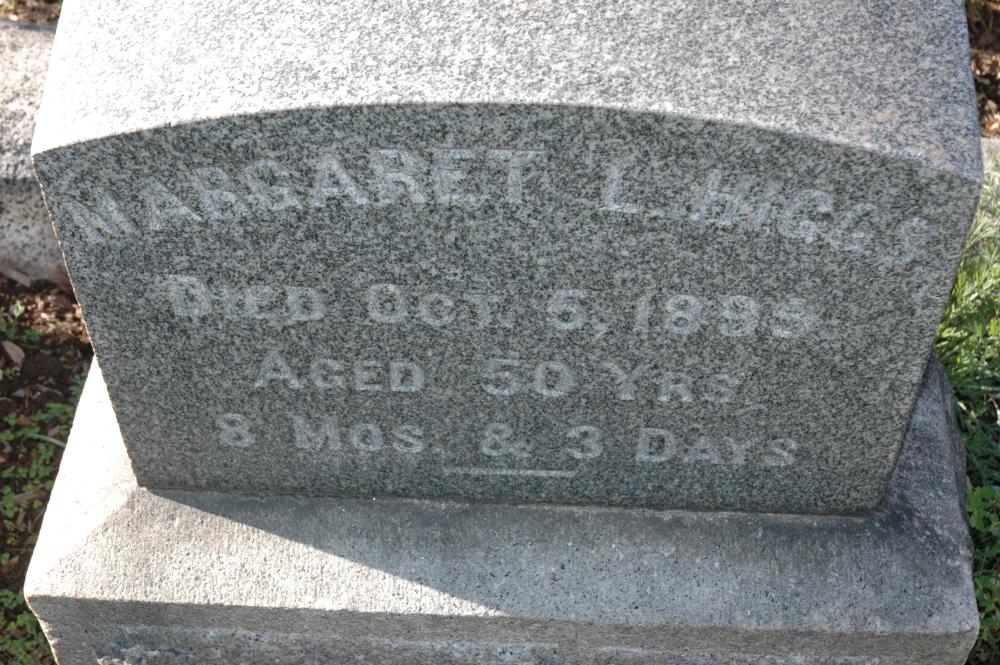 MARGARET L. HIGGS.
DIED OCT. 5, 1899.
AGED 50 YRS.
8 MOS. & 3 DAYS